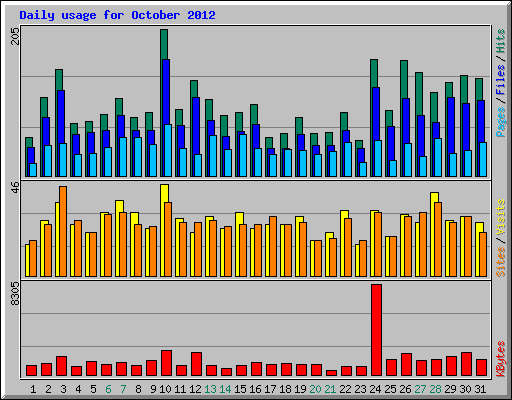 Daily usage for October 2012
205
Pages / Files / Hits
46
Sites / Visits
8305
KBytes
1 2 3 4 5 6 7 8 9 10 11 12 13 14 15 16 17 18 19 20 21 22 23 24 25 26 27 28 29 30 31